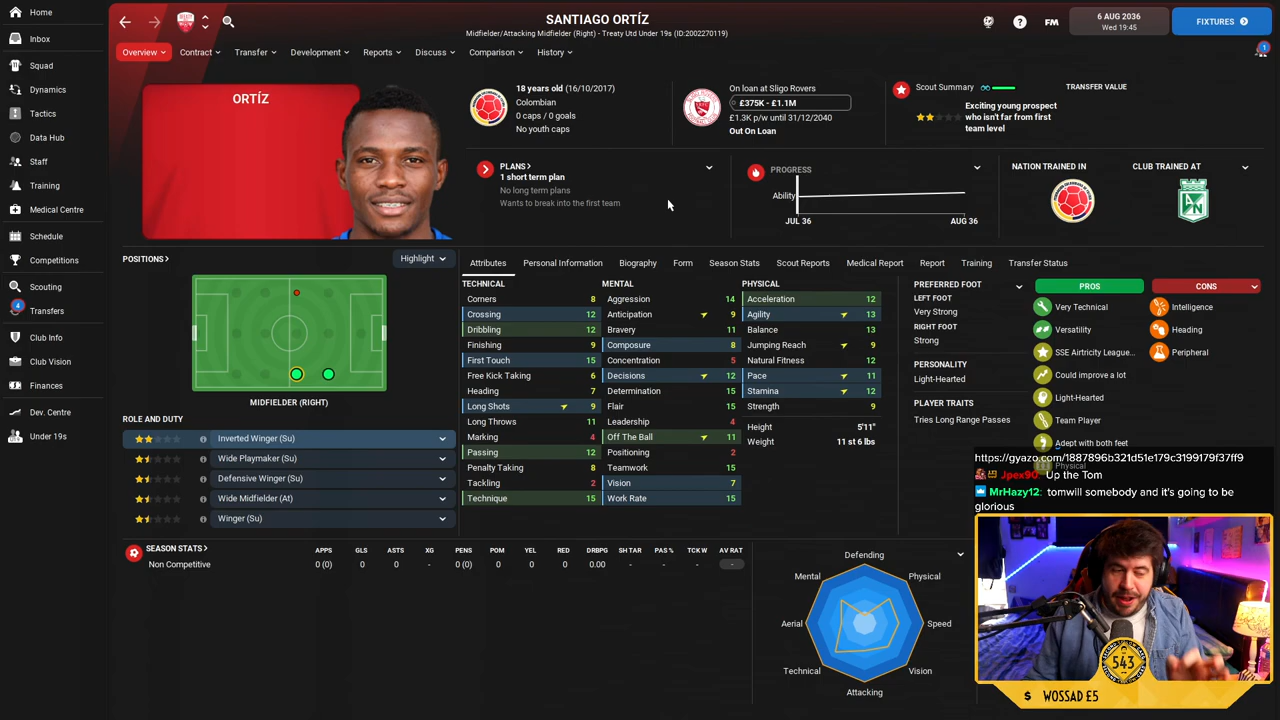 Home
Inbox
Squad
Dynamics
Tactics
Data Hub
Staff
Training
Medical Centre
Schedule
Competitions
Scouting
4
Transfers
Club Info
Club Vision
Finances
Dev. Centre
Under 19s
SANTIAGO ORTÍZ
Midfielder/Attacking Midfielder (Right) - Treaty Utd Under 19s (ID:2002270119)
FM
6 AUG 2036
Wed 19:45
FIXTURES
1
Overview
Contract
Transfer
Development
Reports
Discuss
Comparison
History
ORTÍZ
18 years old (16/10/2017)
Colombian
0 caps / 0 goals
No youth caps
On loan at Sligo Rovers
£375K - £1.1M
£1.3K p/w until 31/12/2040
Out On Loan
Scout Summary
TRANSFER VALUE
Exciting young prospect
who isn't far from first
team level
PLANS
1 short term plan
No long term plans
Wants to break into the first team
PROGRESS
Ability
JUL 36
AUG 36
NATION TRAINED IN
CLUB TRAINED AT
POSITIONS
Highlight
MIDFIELDER (RIGHT)
ROLE AND DUTY
Inverted Winger (Su)
Wide Playmaker (Su)
Defensive Winger (Su)
Wide Midfielder (At)
Winger (Su)
Attributes
Personal Information
Biography
Form
Season Stats
Scout Reports
Medical Report
Report
Training
Transfer Status
TECHNICAL
Corners 8
Crossing 12
Dribbling 12
Finishing 9
First Touch 15
Free Kick Taking 6
Heading 7
Long Shots 9
Long Throws 11
Marking 4
Passing 12
Penalty Taking 8
Tackling 2
Technique 15
MENTAL
Aggression 14
Anticipation 9
Bravery 11
Composure 8
Concentration 5
Decisions 12
Determination 15
Flair 15
Leadership 4
Off The Ball 11
Positioning 2
Teamwork 15
Vision 7
Work Rate 15
PHYSICAL
Acceleration 12
Agility 13
Balance 13
Jumping Reach 9
Natural Fitness 12
Pace 11
Stamina 12
Strength 9
Height 5'11"
Weight 11 st 6 lbs
PREFERRED FOOT
LEFT FOOT
Very Strong
RIGHT FOOT
Strong
PERSONALITY
Light-Hearted
PLAYER TRAITS
Tries Long Range Passes
PROS
Very Technical
Versatility
SSE Airtricity League...
Could improve a lot
Light-Hearted
Team Player
Adept with both feet
Physical
CONS
Intelligence
Heading
Peripheral
https://gyazo.com/1887896b321d51e179c3199179f37ff9
Jpex90: Up the Tom
MrHazy12: tomwill somebody and it's going to be
glorious
SEASON STATS
APPS GLS ASTS XG PENS POM YEL RED DRBPG SH TAR PAS % TCK W AV RAT
Non Competitive 0 (0) 0 0 - 0 (0) 0 0 0 0.00 - - - -
Defending
Physical
Speed
Vision
Attacking
Technical
Aerial
Mental
543
$ WOSSAD £5